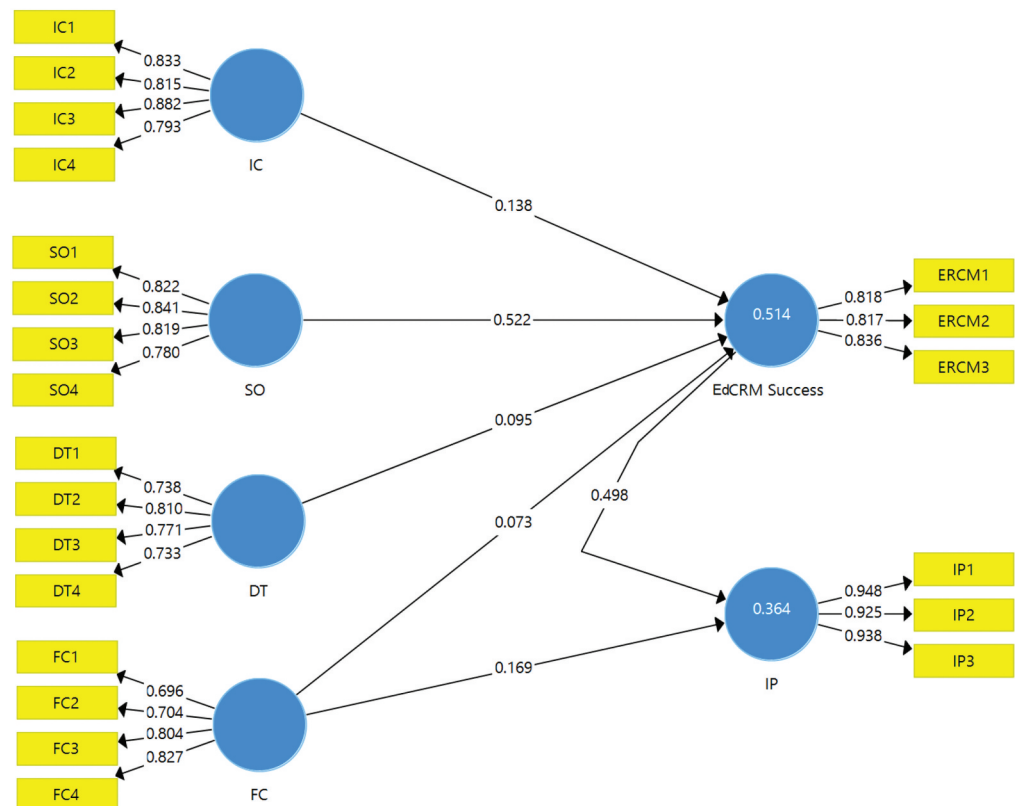 IC1
IC2
IC3
IC4
0.833
0.815
0.882
0.793
IC
0.138
SO1
SO2
SO3
SO4
0.822
0.841
0.819
0.780
SO
0.522
0.514
EdCRM Success
0.818
0.817
0.836
ERCM1
ERCM2
ERCM3
DT1
DT2
DT3
DT4
0.738
0.810
0.771
0.733
DT
0.095
0.073
0.498
FC1
FC2
FC3
FC4
0.696
0.704
0.804
0.827
FC
0.169
0.364
IP
0.948
0.925
0.938
IP1
IP2
IP3